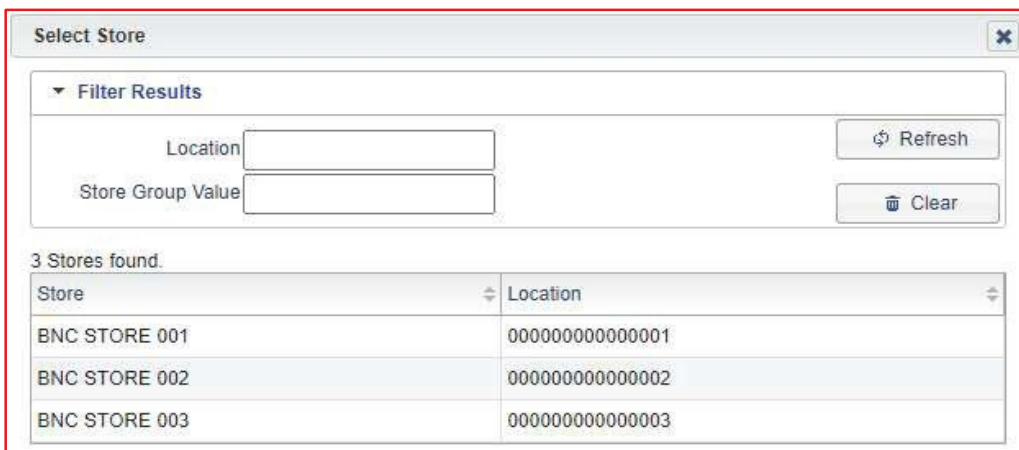 Select Store
Filter Results
Location
Refresh
Store Group Value
Clear
3 Stores found.
Store Location
BNC STORE 001 000000000000001
BNC STORE 002 000000000000002
BNC STORE 003 000000000000003